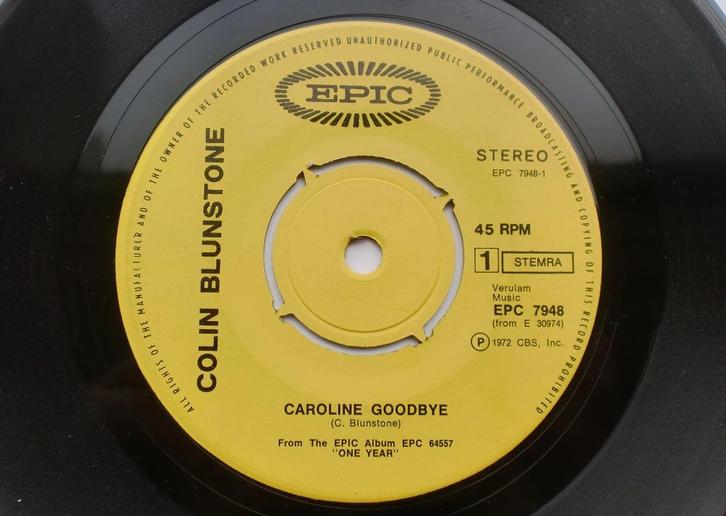 ALL RIGHTS OF THE MANUFACTURER AND OF THE OWNER OF THE RECORDED WORK RESERVED UNAUTHORIZED PUBLIC PERFORMANCE BROADCASTING AND COPYING OF THIS RECORD PROHIBITED
EPIC
COLIN BLUNSTONE
STEREO
EPC 7948-1
45 RPM
1 STEMRA
Verulam
Music
EPC 7948
(from E 30974)
P 1972 CBS, Inc.
CAROLINE GOODBYE
(C. Blunstone)
From The EPIC Album EPC 64557
"ONE YEAR"